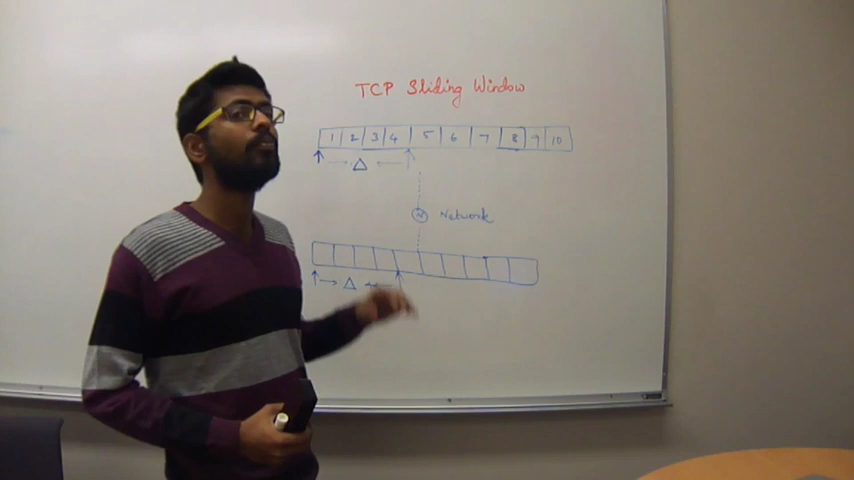 TCP Sliding Window
1 2 3 4 5 6 7 8 9 10
Δ
N Network
Δ